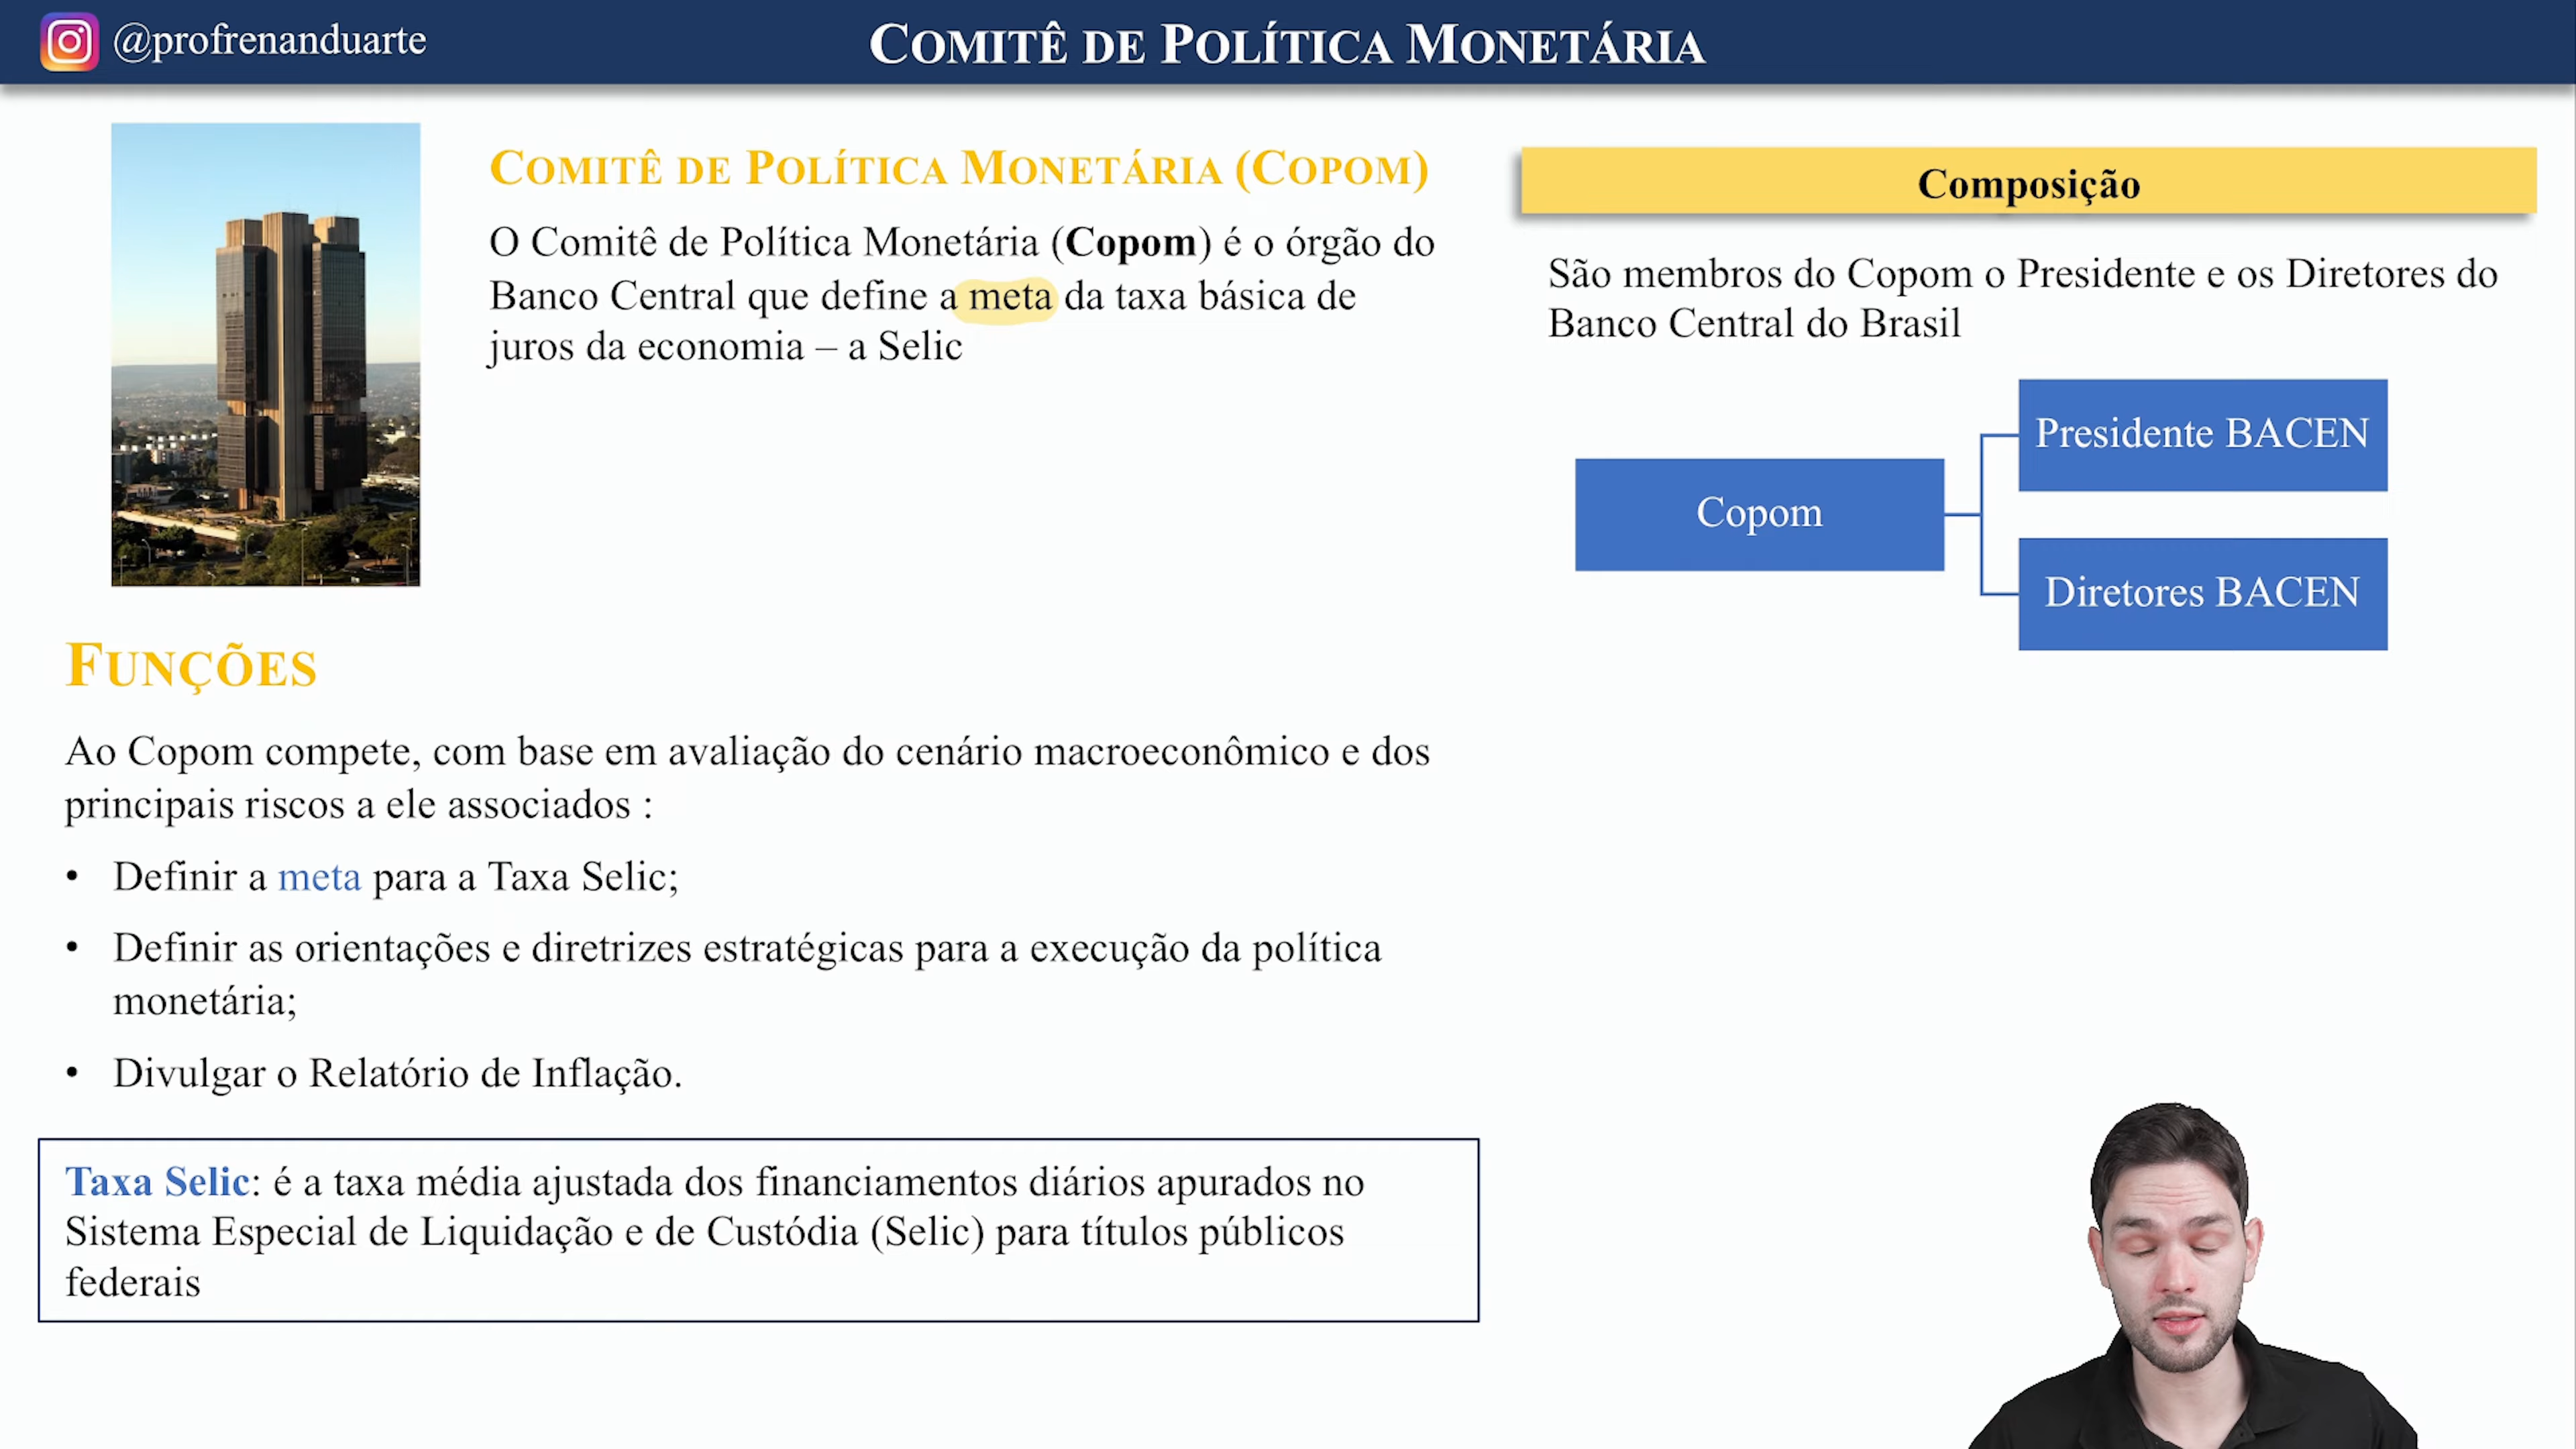 @profrenanduarte
COMITÊ DE POLÍTICA MONETÁRIA
COMITÊ DE POLÍTICA MONETÁRIA (COPOM)
O Comitê de Política Monetária (Copom) é o órgão do
Banco Central que define a meta da taxa básica de
juros da economia – a Selic
FUNÇÕES
Ao Copom compete, com base em avaliação do cenário macroeconômico e dos
principais riscos a ele associados :
• Definir a meta para a Taxa Selic;
• Definir as orientações e diretrizes estratégicas para a execução da política
monetária;
• Divulgar o Relatório de Inflação.
Taxa Selic: é a taxa média ajustada dos financiamentos diários apurados no
Sistema Especial de Liquidação e de Custódia (Selic) para títulos públicos
federais
Composição
São membros do Copom o Presidente e os Diretores do
Banco Central do Brasil
Copom
Presidente BACEN
Diretores BACEN